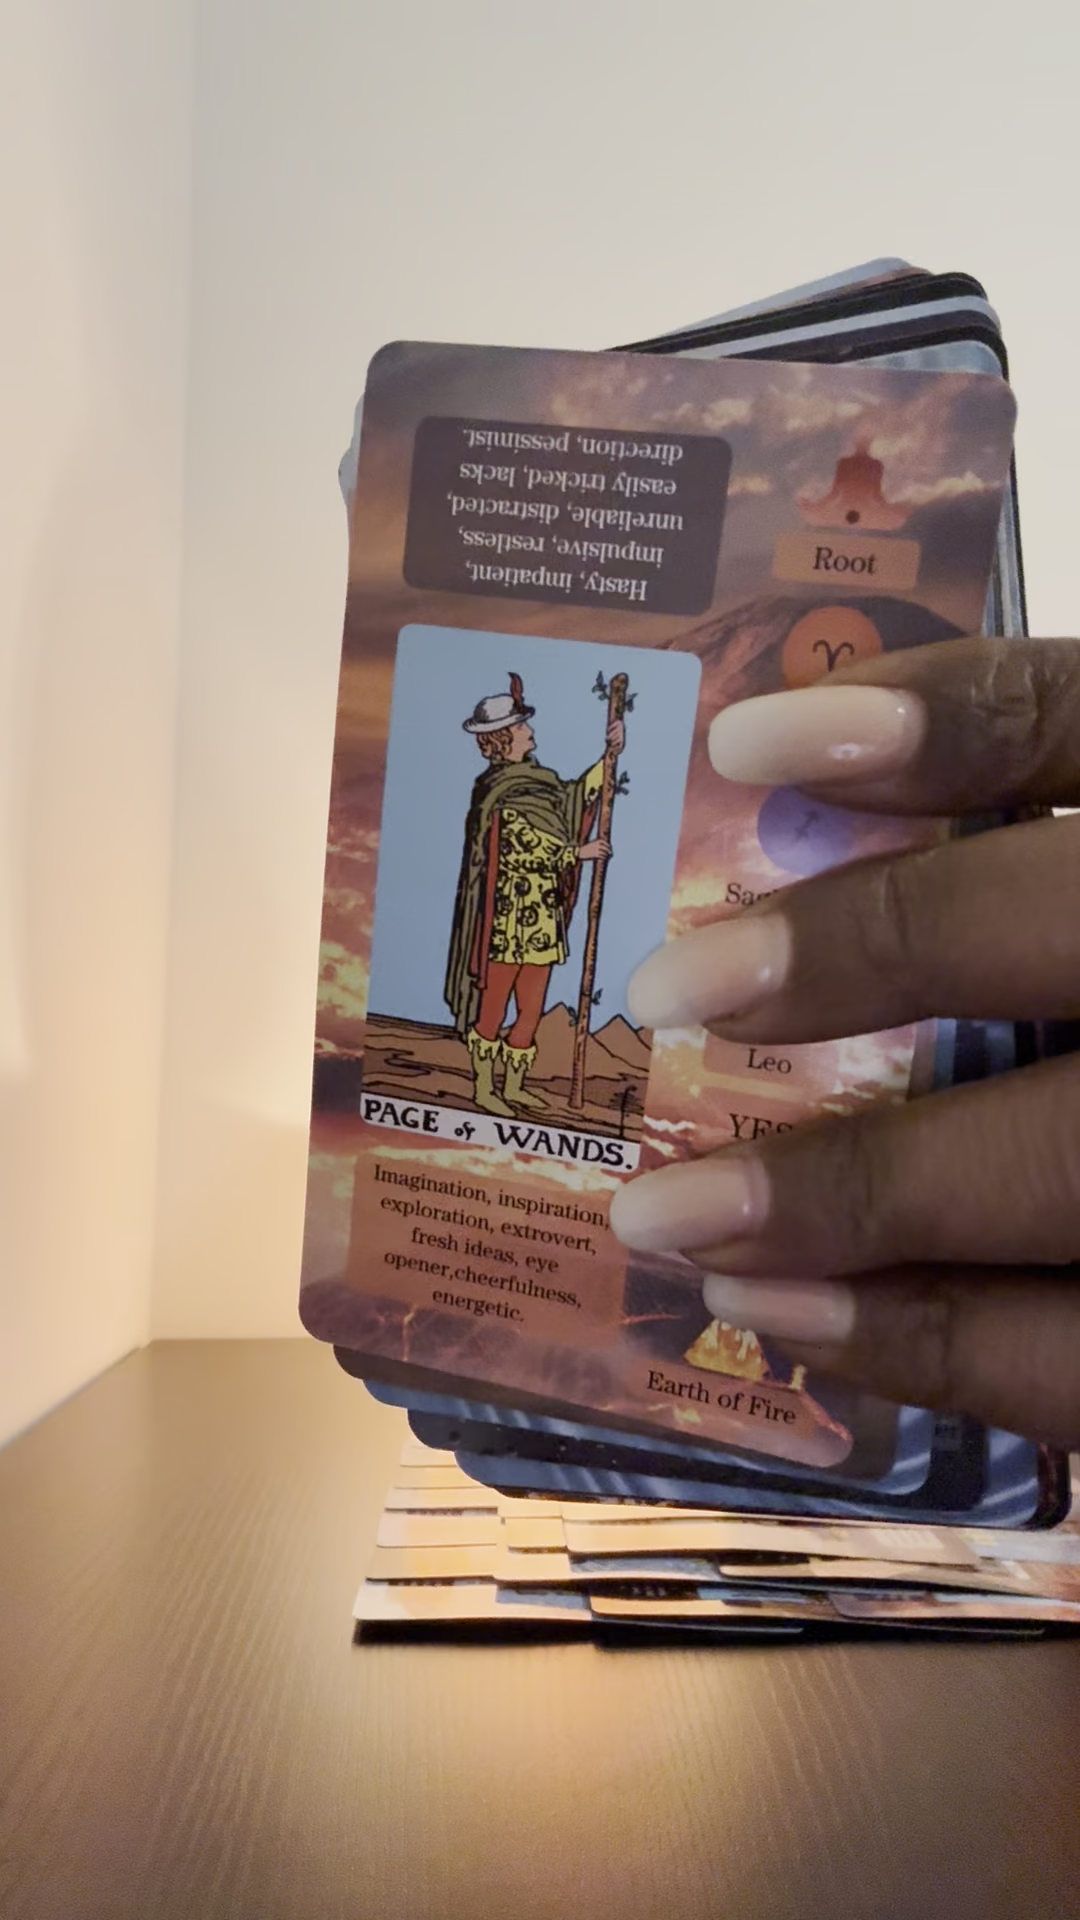 direction, pessimist.
easily tricked, lacks
unreliable, distracted,
impulsive, restless,
Hasty, impatient,
Root
Leo
PAGE of WANDS.
Imagination, inspiration,
exploration, extrovert,
fresh ideas, eye
opener,cheerfulness,
energetic.
Earth of Fire